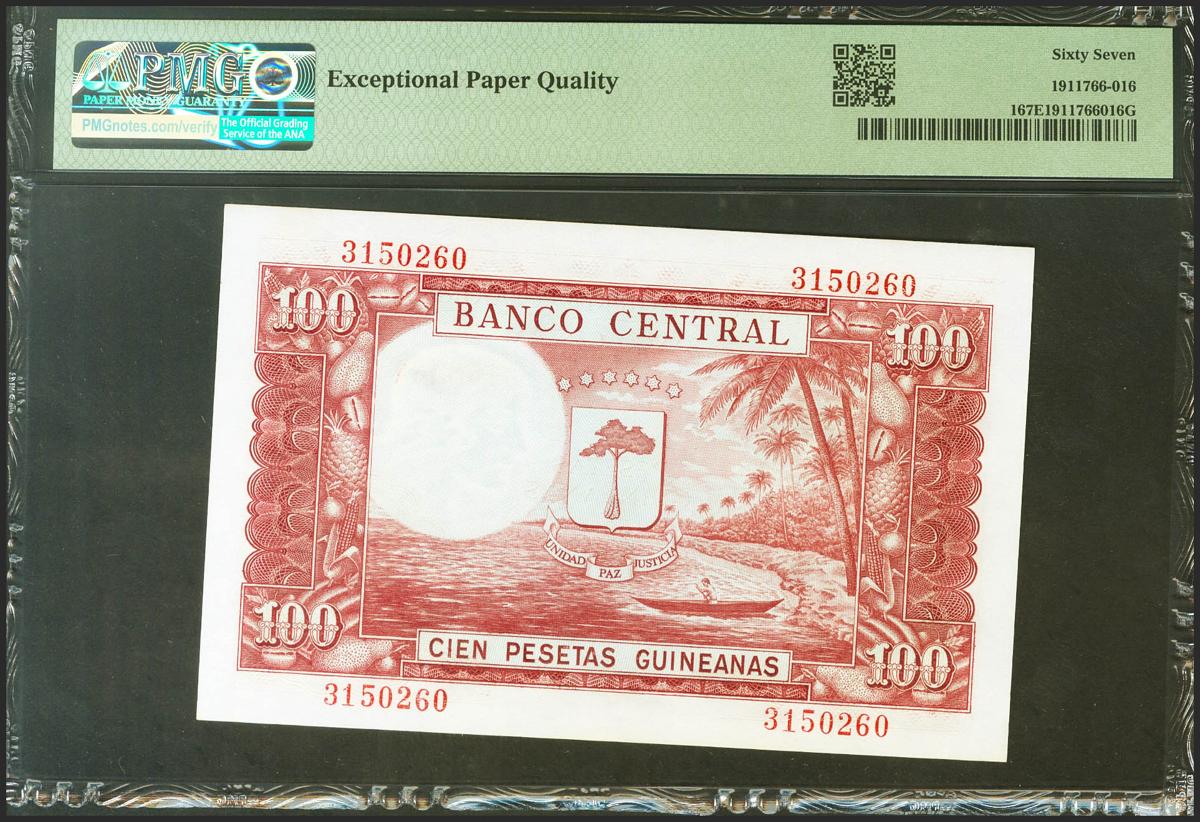 PMG
PAPER MONEY GUARANTY
PMGnotes.com/verify
The Official Grading
Service of the ANA
Exceptional Paper Quality
Sixty Seven
1911766-016
167E1911766016G
3150260
3150260
100
100
BANCO CENTRAL
UNIDAD PAZ JUSTICIA
100
100
CIEN PESETAS GUINEANAS
3150260
3150260